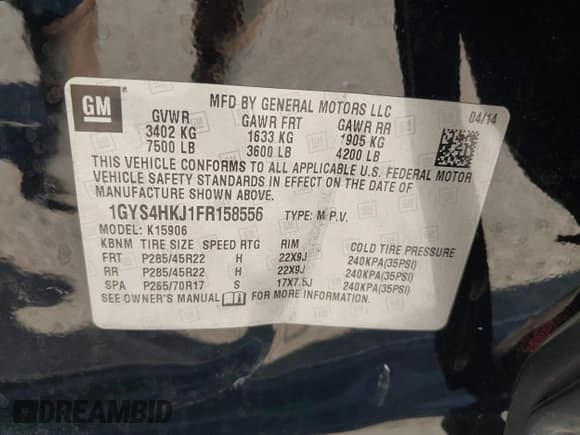 GM
MFD BY GENERAL MOTORS LLC
04/14
GVWR GAWR FRT GAWR RR
3402 KG 1633 KG 1905 KG
7500 LB 3600 LB 4200 LB
THIS VEHICLE CONFORMS TO ALL APPLICABLE U.S. FEDERAL MOTOR
VEHICLE SAFETY STANDARDS IN EFFECT ON THE DATE OF
MANUFACTURE SHOWN ABOVE.
1GYS4HKJ1FR158556 TYPE: M.P.V.
MODEL: K15906
KBNM TIRE SIZE SPEED RTG RIM COLD TIRE PRESSURE
FRT P285/45R22 H 22X9J 240KPA(35PSI)
RR P285/45R22 H 22X9J 240KPA(35PSI)
SPA P265/70R17 S 17X7.5J 240KPA(35PSI)
SEE OWNER'S MANUAL FOR MORE INFORMATION.
DREAMBID